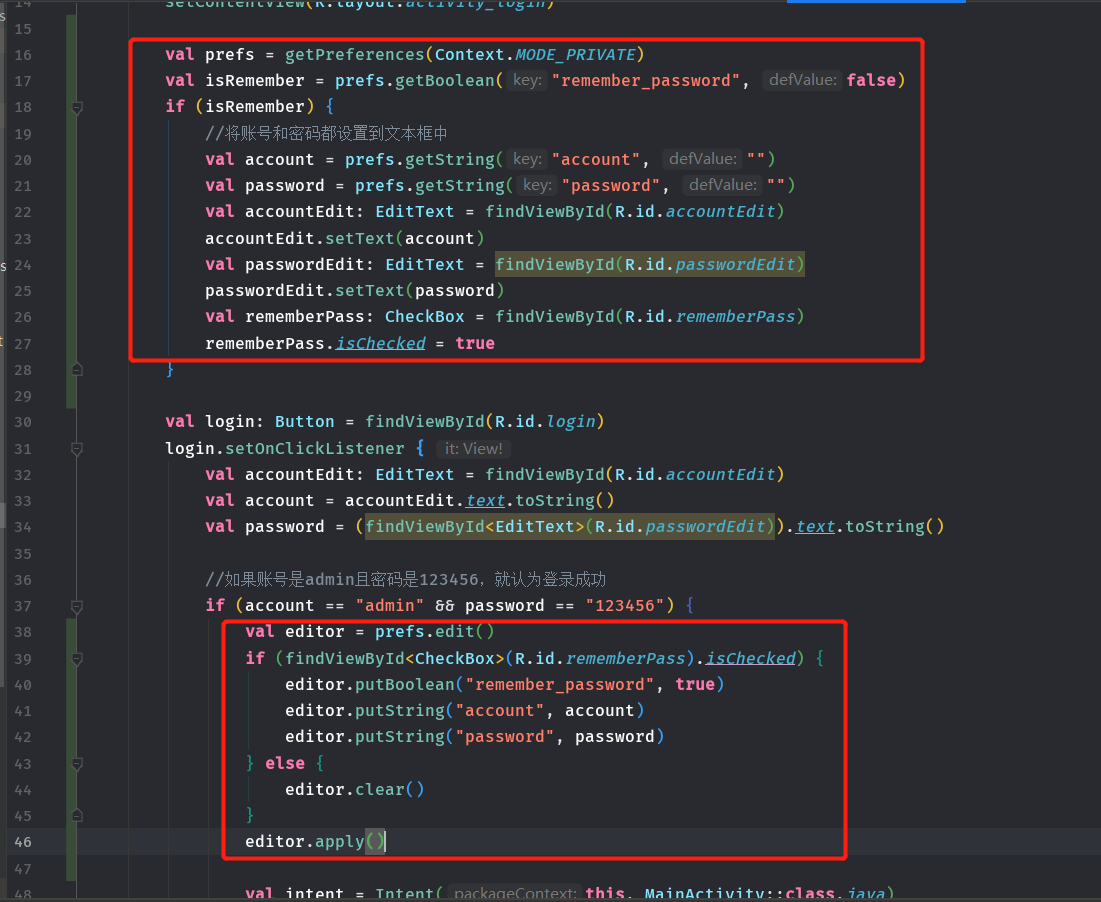 14 setContentView(R.layout.activity_login)
15
16 val prefs = getPreferences(Context.MODE_PRIVATE)
17 val isRemember = prefs.getBoolean( key: "remember_password", defValue: false)
18 if (isRemember) {
19 //将账号和密码都设置到文本框中
20 val account = prefs.getString( key: "account", defValue: "")
21 val password = prefs.getString( key: "password", defValue: "")
22 val accountEdit: EditText = findViewById(R.id.accountEdit)
23 accountEdit.setText(account)
24 val passwordEdit: EditText = findViewById(R.id.passwordEdit)
25 passwordEdit.setText(password)
26 val rememberPass: CheckBox = findViewById(R.id.rememberPass)
27 rememberPass.isChecked = true
28 }
29
30 val login: Button = findViewById(R.id.login)
31 login.setOnClickListener { it: View!
32 val accountEdit: EditText = findViewById(R.id.accountEdit)
33 val account = accountEdit.text.toString()
34 val password = (findViewById<EditText>(R.id.passwordEdit)).text.toString()
35
36 //如果账号是admin且密码是123456，就认为登录成功
37 if (account == "admin" && password == "123456") {
38 val editor = prefs.edit()
39 if (findViewById<CheckBox>(R.id.rememberPass).isChecked) {
40 editor.putBoolean("remember_password", true)
41 editor.putString("account", account)
42 editor.putString("password", password)
43 } else {
44 editor.clear()
45 }
46 editor.apply()
47
48 val intent = Intent( packageContext: this, MainActivity::class.java)